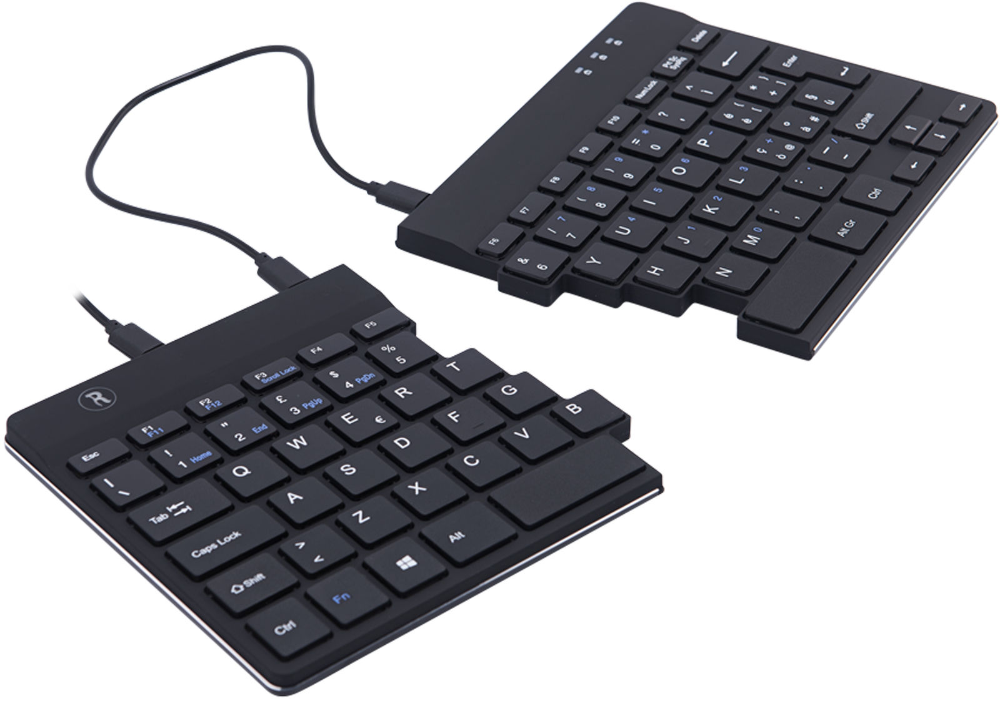 R
Esc
F1 F11
F2 F12
F3 Scroll Lock
F4
F5
| \
! 1 Home
" 2 End
£ 3 PgUp
$ 4 PgDn
% 5
Tab
Q
W
E €
R
T
Caps Lock
A
S
D
F
G
Shift
> <
Z
X
C
V
B
Ctrl
Fn
Alt
F6
F7
F8
F9
F10
Num Lock
Prt Sc SysRq
Delete
& 6
/ 7 7
( 8 8
) 9 9
= 0 *
? '
^ ì
Y
U 4
I 5
O 6
P -
é è [ {
* + ] }
Enter
H
J 1
K 2
L 3
ç ò @ +
° à #
§ ù
N
M 0
; ,
: . .
_ - /
Shift
Alt Gr
Ctrl